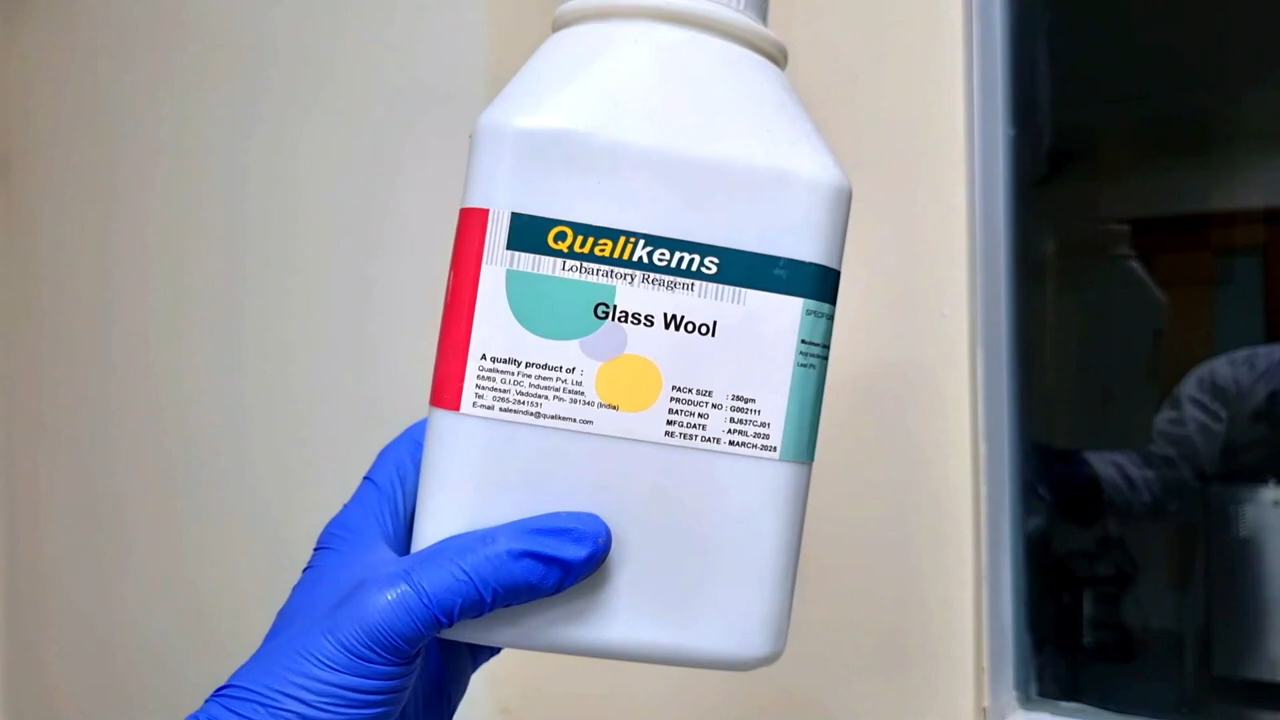 Qualikems
Lobaratory Reagent
Glass Wool
A quality product of :
Qualikems Fine chem Pvt. Ltd.
68/69, G.I.DC, Industrial Estate,
Nandesari ,Vadodara, Pin- 391340 (India)
Tel.: 0265-2841531
E-mail salesindia@qualikems.com
PACK SIZE : 250gm
PRODUCT NO : G002111
BATCH NO : BJ637CJ01
MFG.DATE - APRIL-2020
RE-TEST DATE - MARCH-2025
Maximum